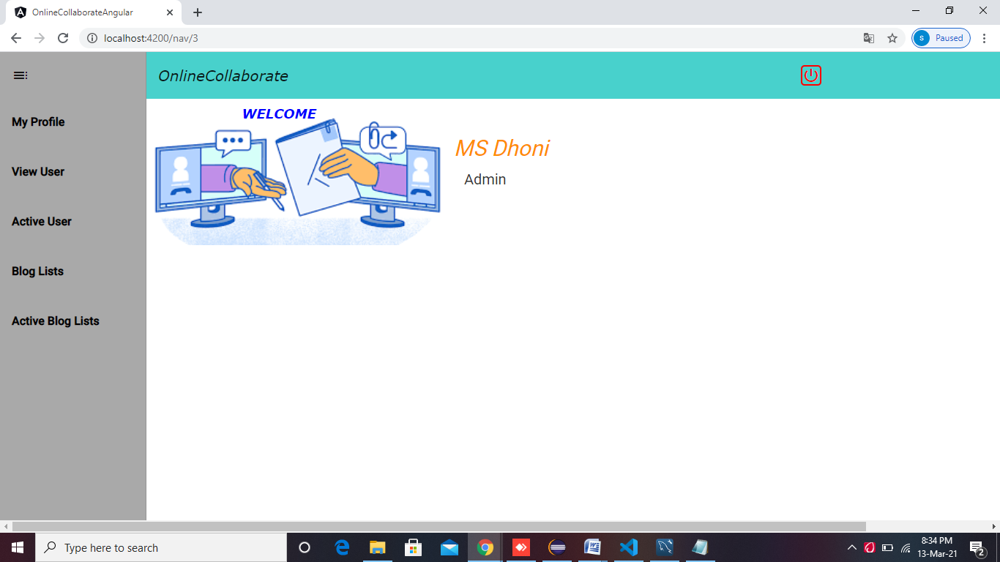 OnlineCollaborateAngular
localhost:4200/nav/3
s
Paused
OnlineCollaborate
My Profile
View User
Active User
Blog Lists
Active Blog Lists
WELCOME
MS Dhoni
Admin
Type here to search
8:34 PM
13-Mar-21
2